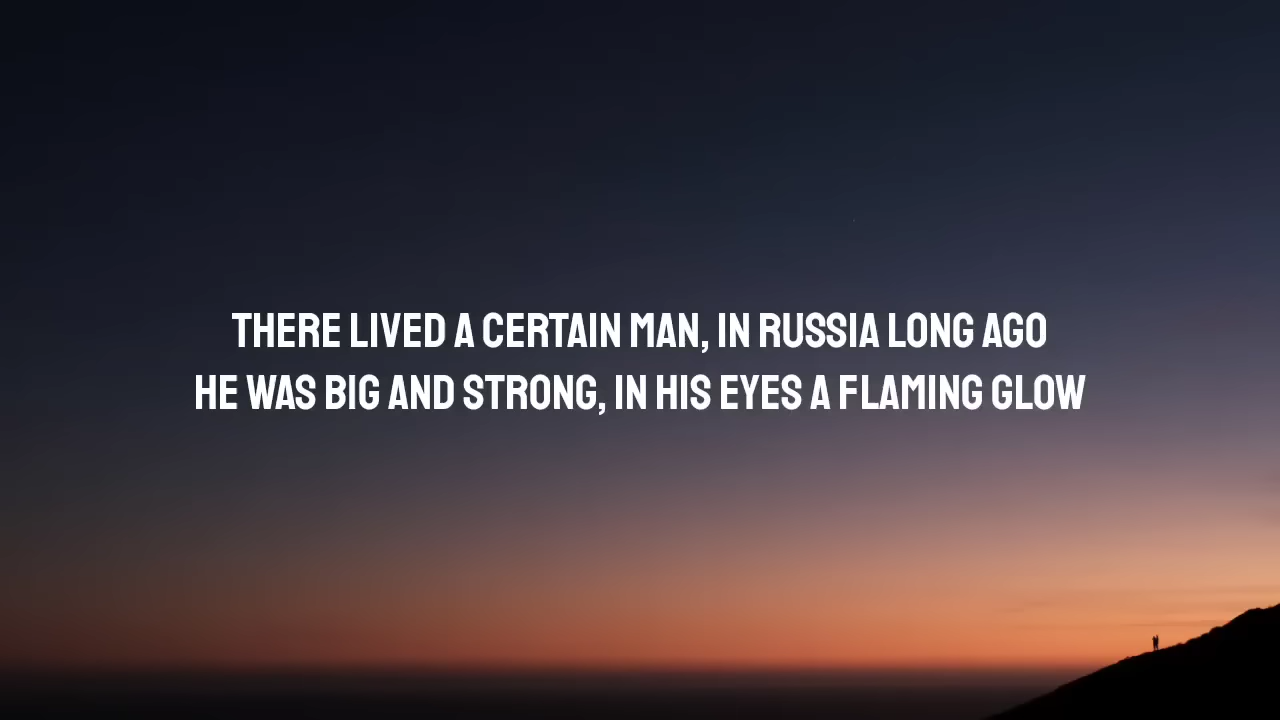 THERE LIVED A CERTAIN MAN, IN RUSSIA LONG AGO
HE WAS BIG AND STRONG, IN HIS EYES A FLAMING GLOW